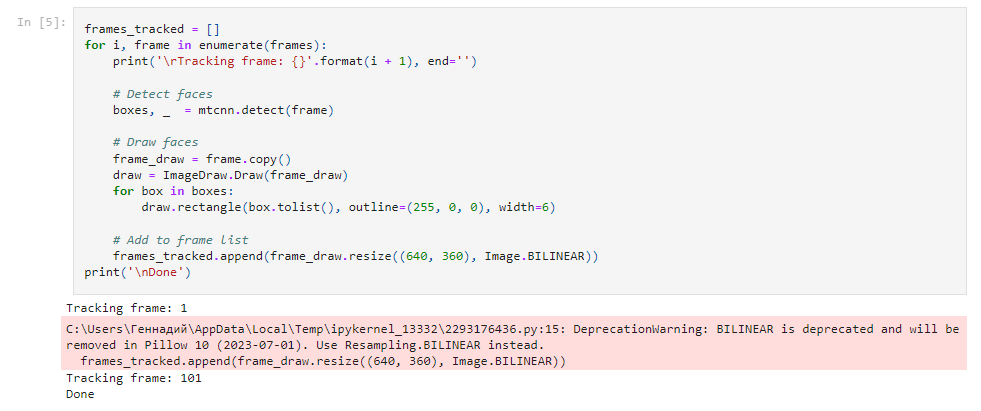 In [5]:
frames_tracked = []
for i, frame in enumerate(frames):
    print('\rTracking frame: {}'.format(i + 1), end='')

    # Detect faces
    boxes, _  = mtcnn.detect(frame)

    # Draw faces
    frame_draw = frame.copy()
    draw = ImageDraw.Draw(frame_draw)
    for box in boxes:
        draw.rectangle(box.tolist(), outline=(255, 0, 0), width=6)

    # Add to frame list
    frames_tracked.append(frame_draw.resize((640, 360), Image.BILINEAR))
print('\nDone')
Tracking frame: 1
C:\Users\Геннадий\AppData\Local\Temp\ipykernel_13332\2293176436.py:15: DeprecationWarning: BILINEAR is deprecated and will be
removed in Pillow 10 (2023-07-01). Use Resampling.BILINEAR instead.
  frames_tracked.append(frame_draw.resize((640, 360), Image.BILINEAR))
Tracking frame: 101
Done